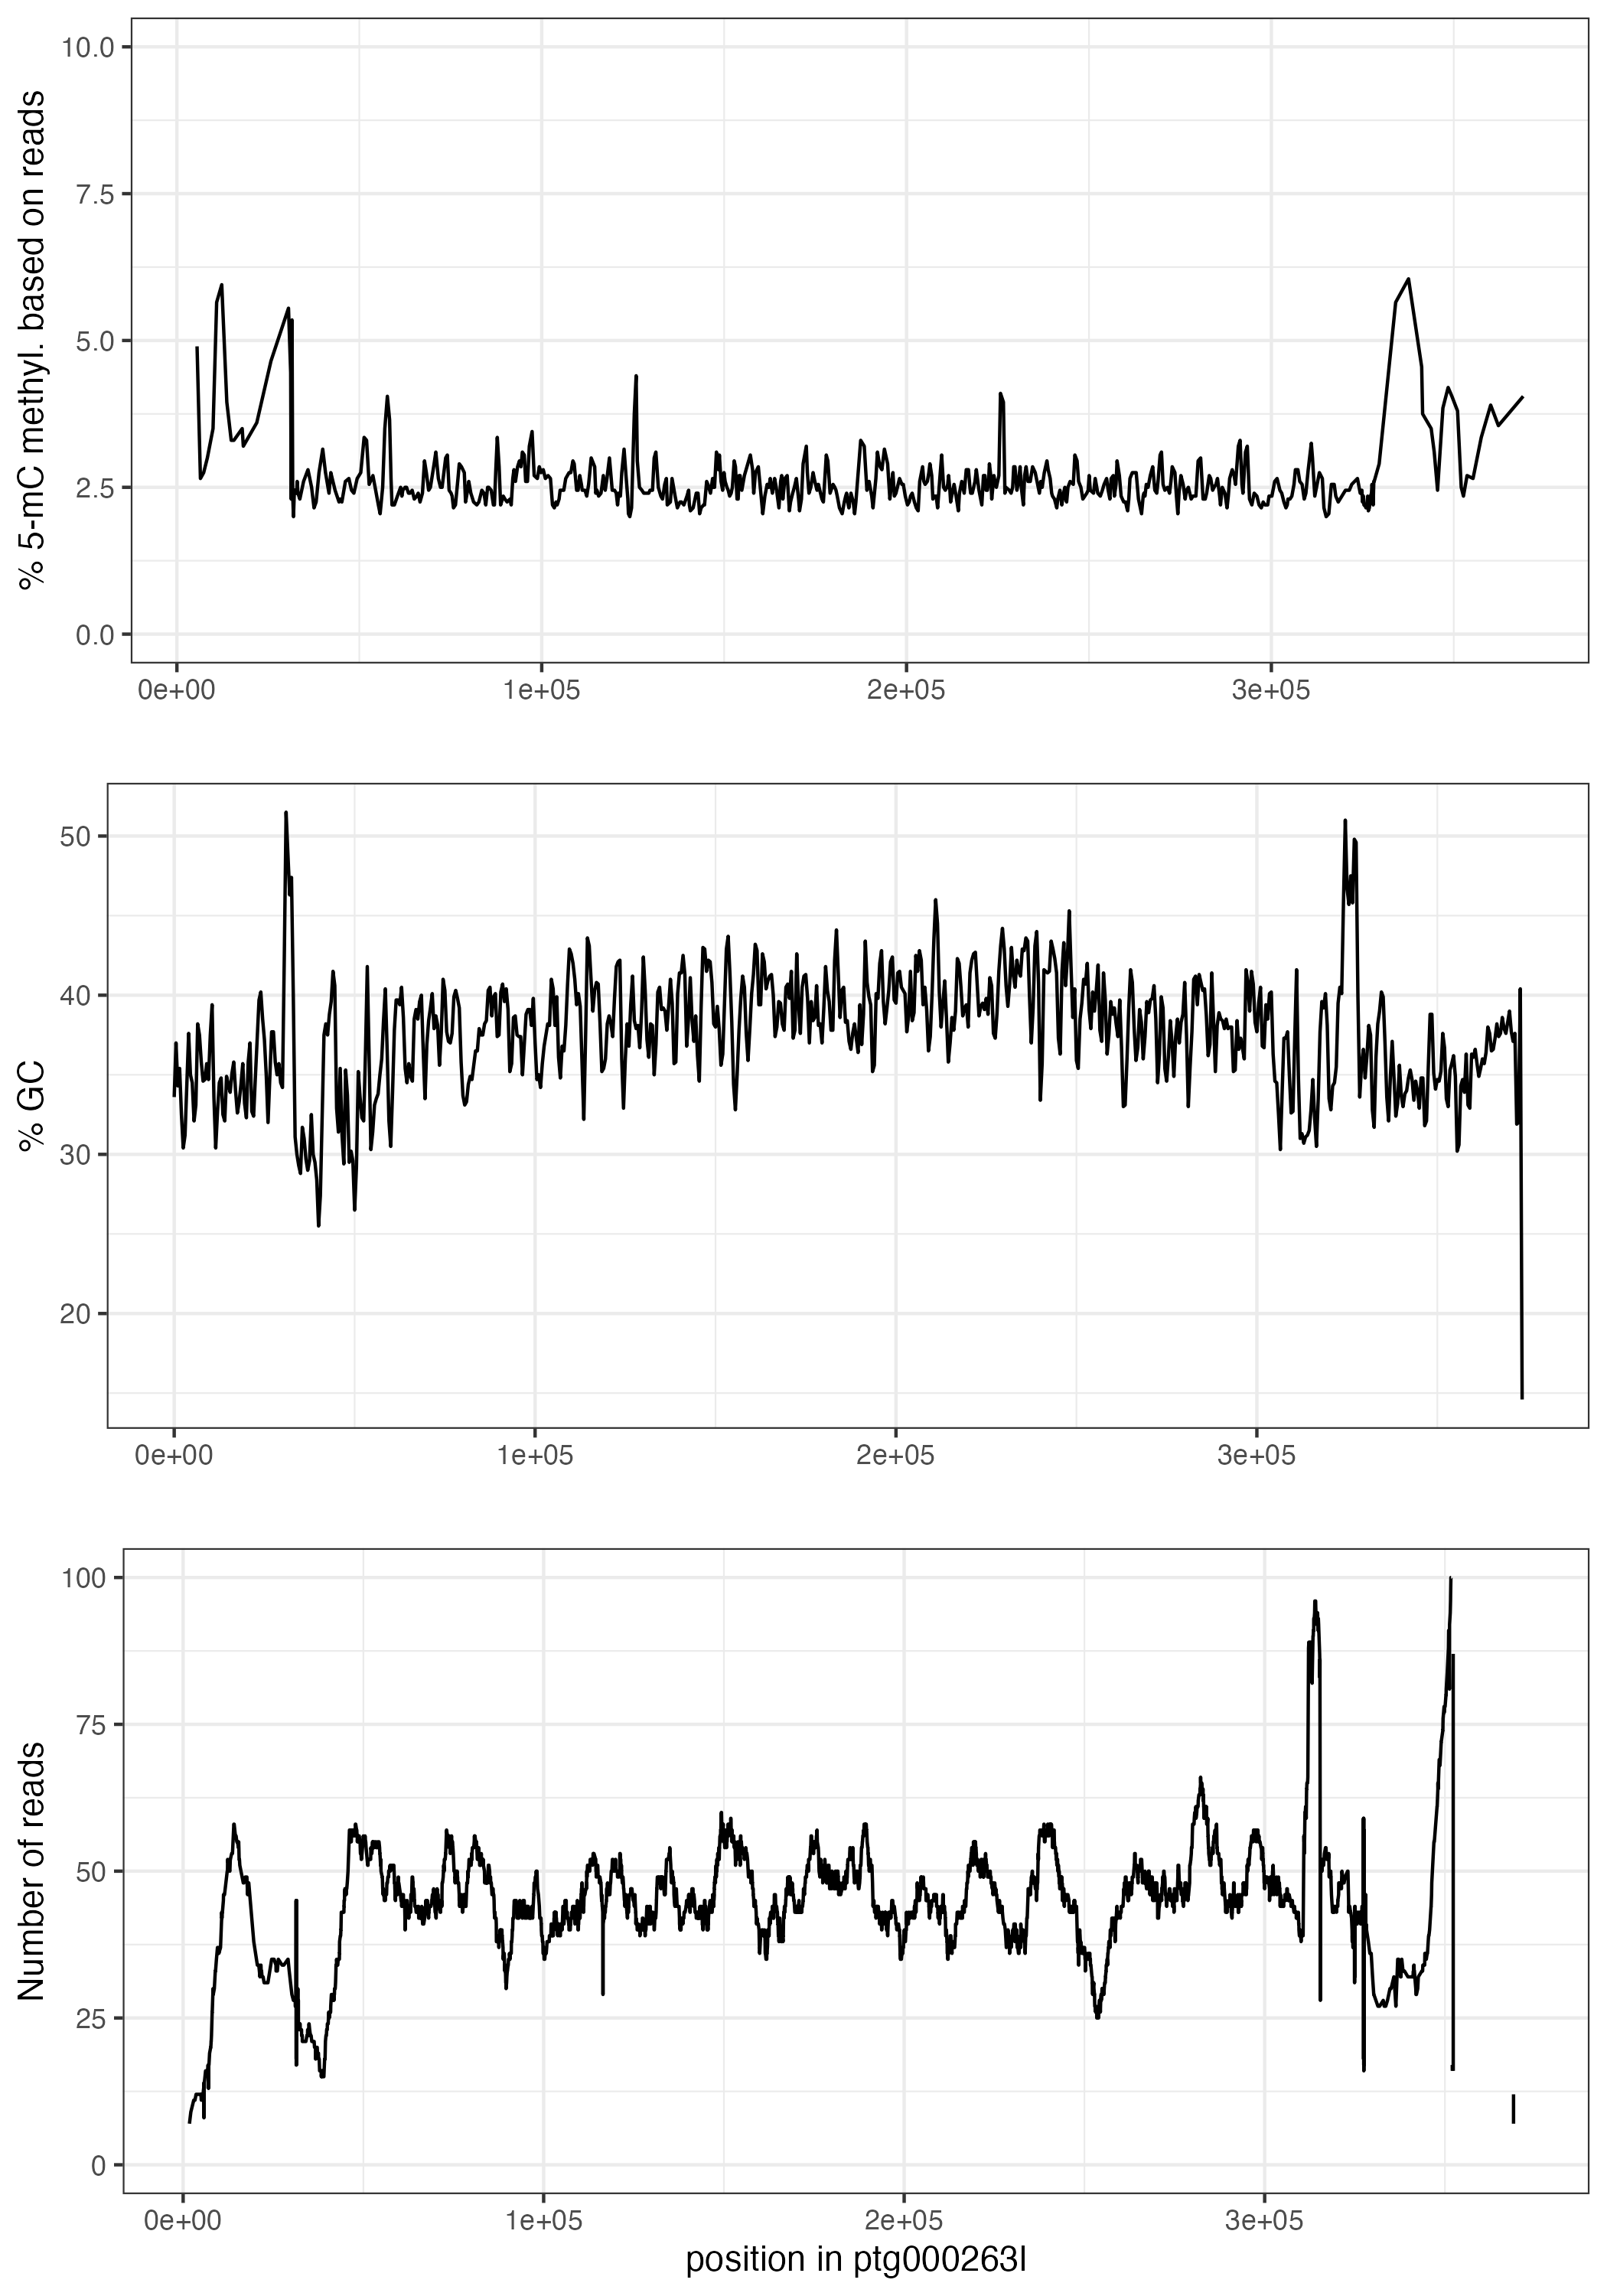 % 5-mC methyl. based on reads
10.0
7.5
5.0
2.5
0.0
0e+00 1e+05 2e+05 3e+05
% GC
50
40
30
20
0e+00 1e+05 2e+05 3e+05
Number of reads
100
75
50
25
0
0e+00 1e+05 2e+05 3e+05
position in ptg000263l